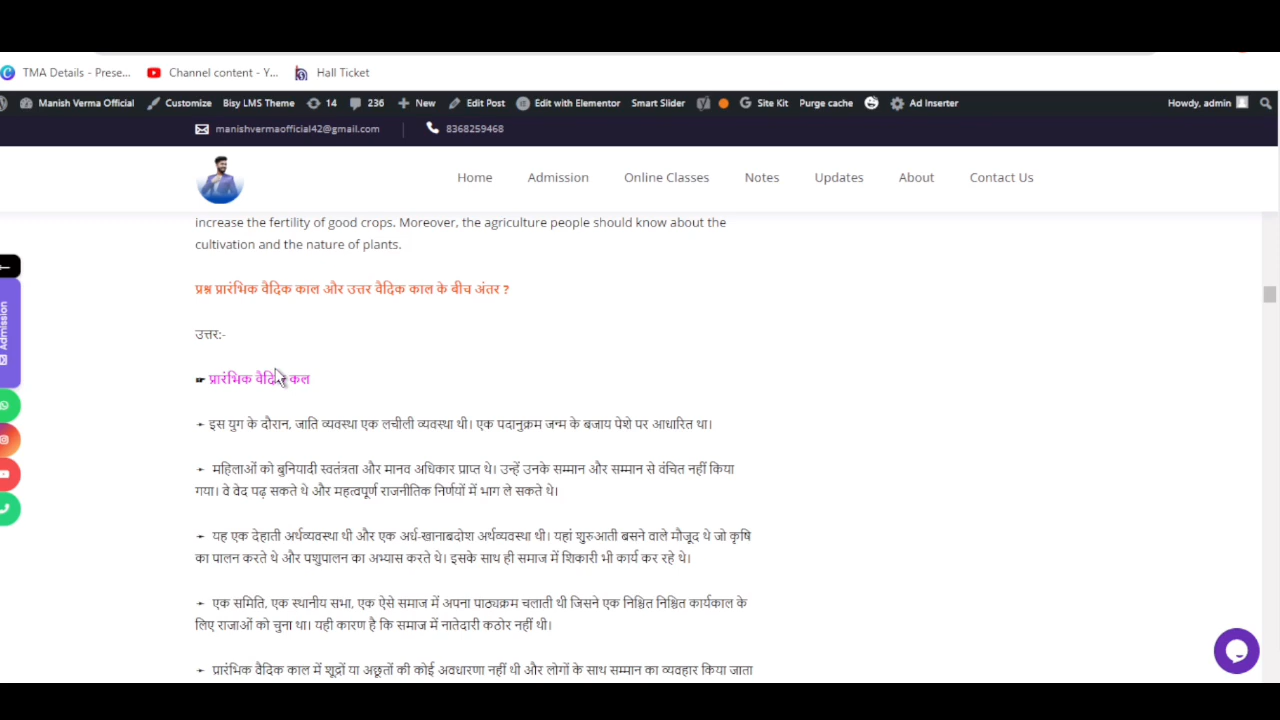 TMA Details - Prese...
Channel content - Y...
Hall Ticket
Manish Verma Official
Customize
Bisy LMS Theme
14
236
New
Edit Post
Edit with Elementor
Smart Slider
Site Kit
Purge cache
Ad Inserter
Howdy, admin
manishvermaofficial42@gmail.com
8368259468
Home
Admission
Online Classes
Notes
Updates
About
Contact Us
Admission
increase the fertility of good crops. Moreover, the agriculture people should know about the
cultivation and the nature of plants.
प्रश्न प्रारंभिक वैदिक काल और उत्तर वैदिक काल के बीच अंतर ?
उत्तर:-
☛ प्रारंभिक वैदिक कल
➛ इस युग के दौरान, जाति व्यवस्था एक लचीली व्यवस्था थी। एक पदानुक्रम जन्म के बजाय पेशे पर आधारित था।
➛ महिलाओं को बुनियादी स्वतंत्रता और मानव अधिकार प्राप्त थे। उन्हें उनके सम्मान और सम्मान से वंचित नहीं किया
गया। वे वेद पढ़ सकते थे और महत्वपूर्ण राजनीतिक निर्णयों में भाग ले सकते थे।
➛ यह एक देहाती अर्थव्यवस्था थी और एक अर्ध-खानाबदोश अर्थव्यवस्था थी। यहां शुरुआती बसने वाले मौजूद थे जो कृषि
का पालन करते थे और पशुपालन का अभ्यास करते थे। इसके साथ ही समाज में शिकारी भी कार्य कर रहे थे।
➛ एक समिति, एक स्थानीय सभा, एक ऐसे समाज में अपना पाठ्यक्रम चलाती थी जिसने एक निश्चित निश्चित कार्यकाल के
लिए राजाओं को चुना था। यही कारण है कि समाज में नातेदारी कठोर नहीं थी।
➛ प्रारंभिक वैदिक काल में शूद्रों या अछूतों की कोई अवधारणा नहीं थी और लोगों के साथ सम्मान का व्यवहार किया जाता